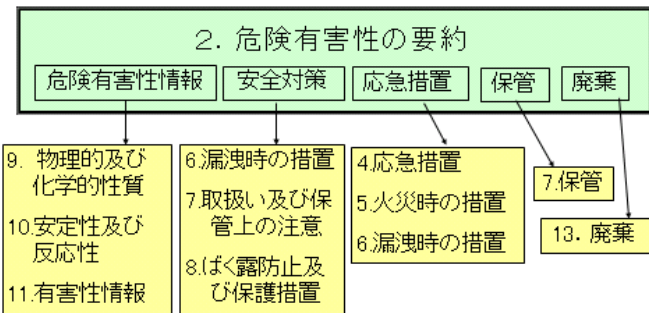 2. 危険有害性の要約
危険有害性情報 安全対策 応急措置 保管 廃棄
9. 物理的及び
化学的性質
10.安定性及び
反応性
11.有害性情報
6.漏洩時の措置
7.取扱い及び保
管上の注意
8.ばく露防止及
び保護措置
4.応急措置
5.火災時の措置
6.漏洩時の措置
7.保管
13. 廃棄